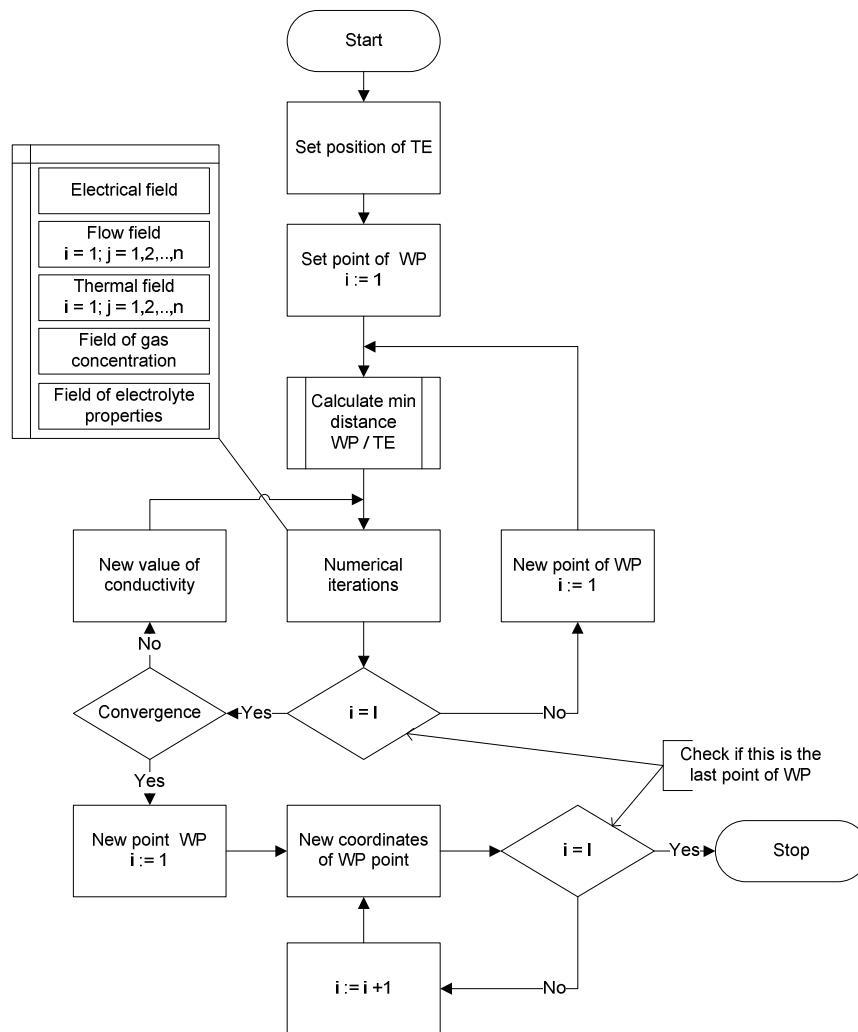 Start
Set position of TE
Set point of WP
i := 1
Electrical field
Flow field
i = 1; j = 1,2,..,n
Thermal field
i = 1; j = 1,2,..,n
Field of gas
concentration
Field of electrolyte
properties
Calculate min
distance
WP / TE
New value of
conductivity
Numerical
iterations
New point of WP
i := 1
No
Convergence
Yes
i = I
No
Yes
Check if this is the
last point of WP
New point WP
i := 1
New coordinates
of WP point
i = I
Yes
Stop
i := i +1
No